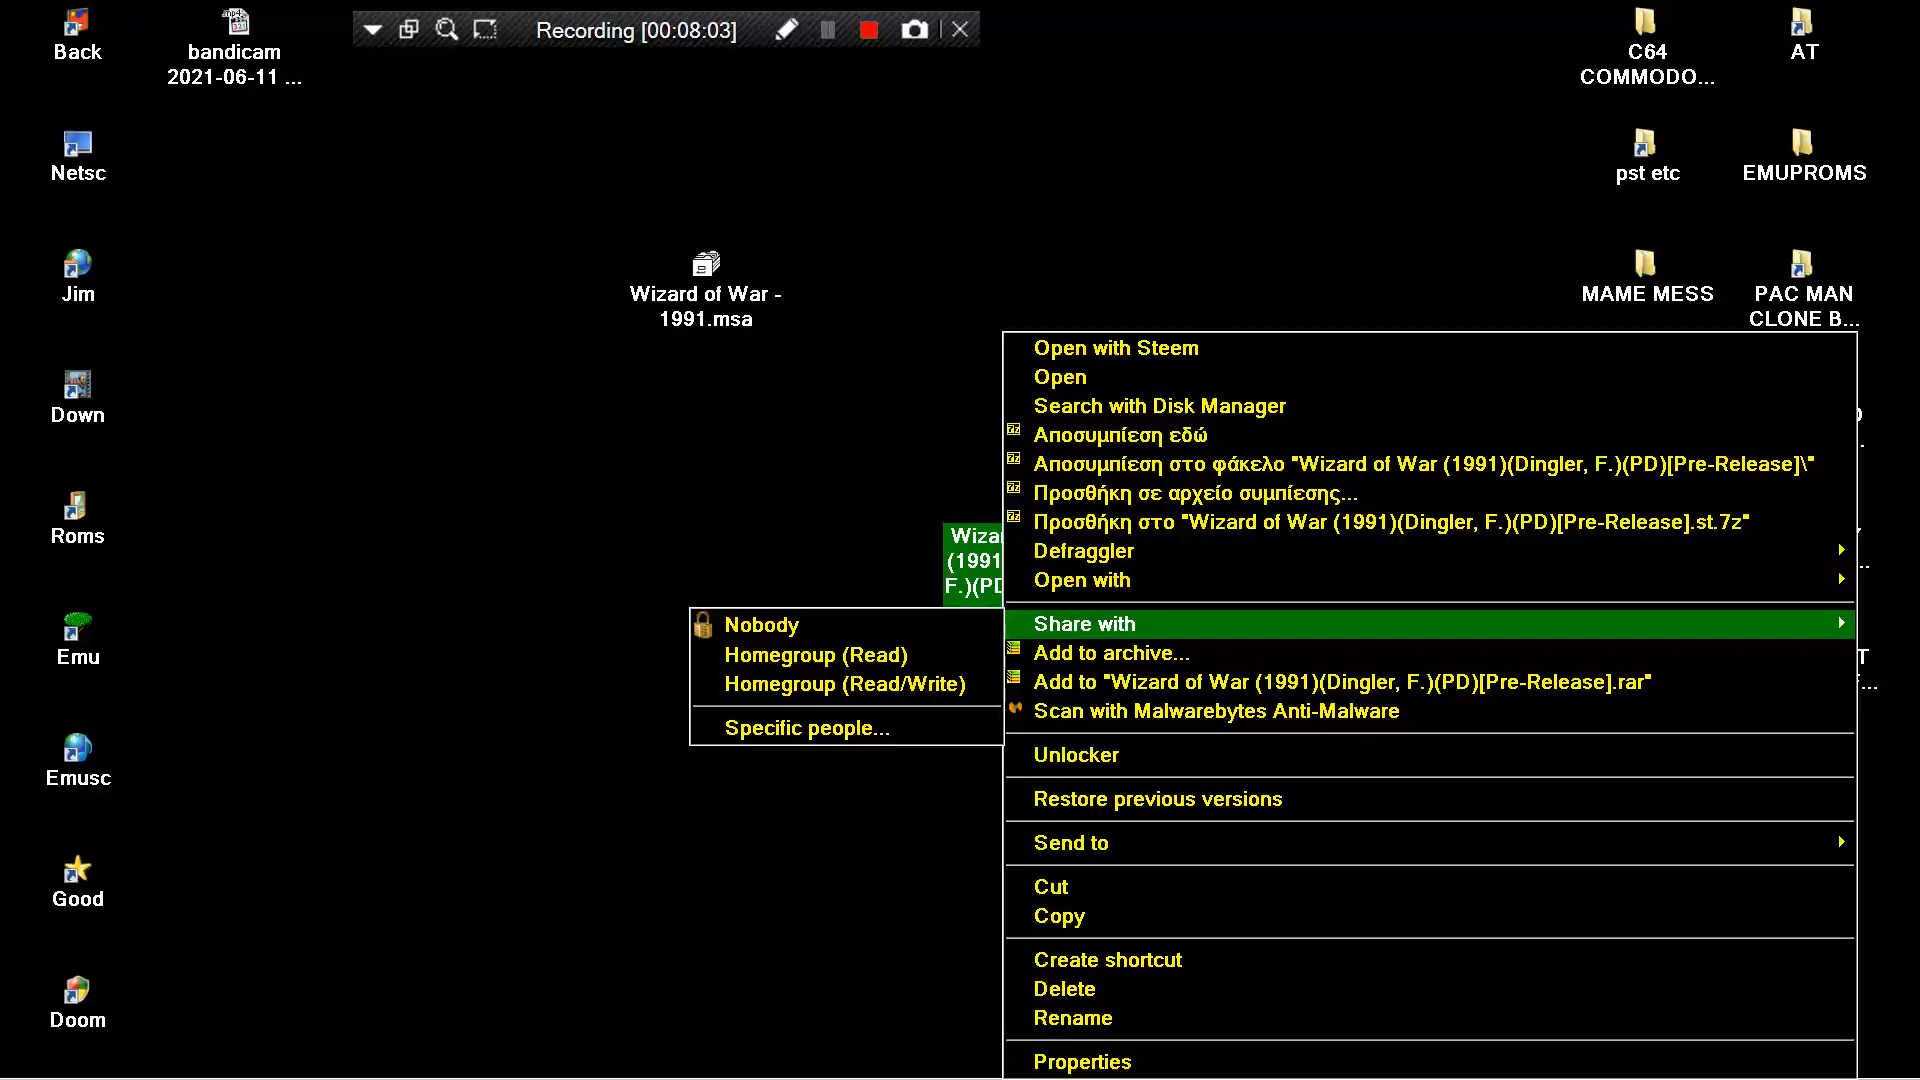 Recording [00:08:03]
Back
bandicam
2021-06-11 ...
C64
COMMODO...
AT
Netsc
pst etc
EMUPROMS
Jim
Wizard of War -
1991.msa
MAME MESS
PAC MAN
CLONE B...
Down
Roms
Emu
Emusc
Good
Doom
Wiza
(1991
F.)(PD
Open with Steem
Open
Search with Disk Manager
Αποσυμπίεση εδώ
Αποσυμπίεση στο φάκελο "Wizard of War (1991)(Dingler, F.)(PD)[Pre-Release]\"
Προσθήκη σε αρχείο συμπίεσης...
Προσθήκη στο "Wizard of War (1991)(Dingler, F.)(PD)[Pre-Release].st.7z"
Defraggler
Open with
Share with
Add to archive...
Add to "Wizard of War (1991)(Dingler, F.)(PD)[Pre-Release].rar"
Scan with Malwarebytes Anti-Malware
Unlocker
Restore previous versions
Send to
Cut
Copy
Create shortcut
Delete
Rename
Properties
Nobody
Homegroup (Read)
Homegroup (Read/Write)
Specific people...